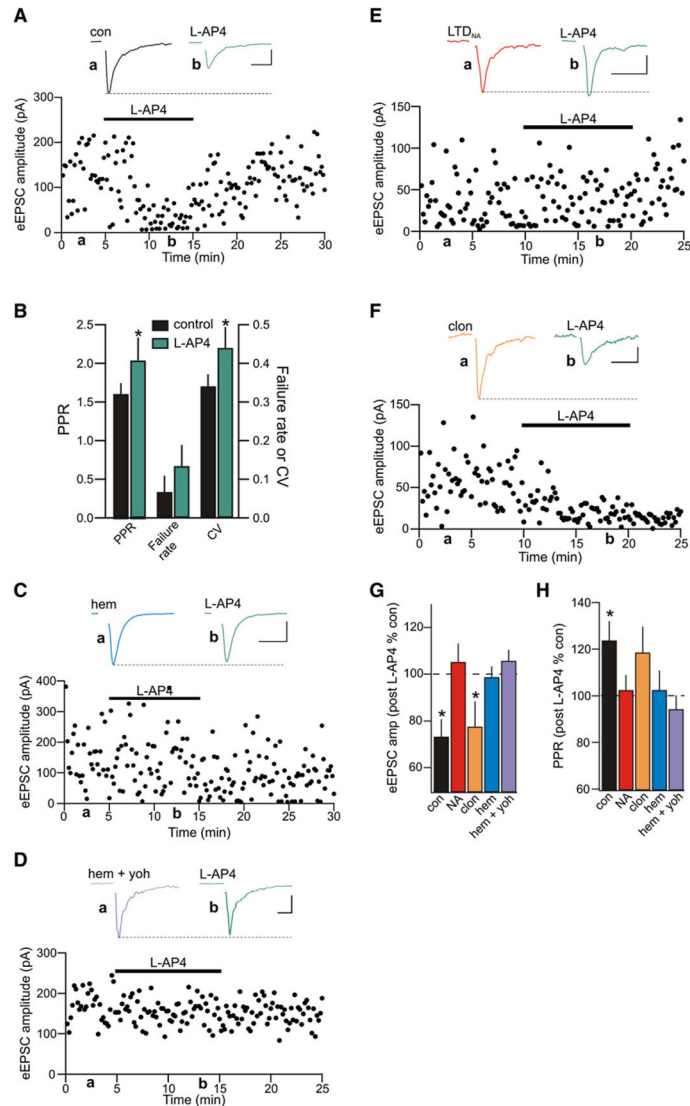 A
con
L-AP4
a
b
L-AP4
eEPSC amplitude (pA)
300
200
100
0
0 5 10 15 20 25 30
a b
Time (min)
B
control
L-AP4
*
*
PPR
2.5
2.0
1.5
1.0
0.5
0.0
0.5
0.4
0.3
0.2
0.1
0.0
Failure rate or CV
PPR
Failure
rate
CV
C
hem
L-AP4
a
b
L-AP4
eEPSC amplitude (pA)
400
300
200
100
0
0 5 10 15 20 25 30
a b
Time (min)
D
hem + yoh
L-AP4
a
b
L-AP4
eEPSC amplitude (pA)
300
200
150
100
0
0 5 10 15 20 25
a b
Time (min)
E
LTDNA
L-AP4
a
b
L-AP4
eEPSC amplitude (pA)
150
100
50
0
0 5 10 15 20 25
a b
Time (min)
F
clon
L-AP4
a
b
L-AP4
eEPSC amplitude (pA)
150
100
50
0
0 5 10 15 20 25
a b
Time (min)
G
eEPSC amp (post L-AP4 % con)
120
100
80
60
*
*
con
NA
clon
hem
hem + yoh
H
PPR (post L-AP4 % con)
140
120
100
80
60
*
con
NA
clon
hem
hem + yoh